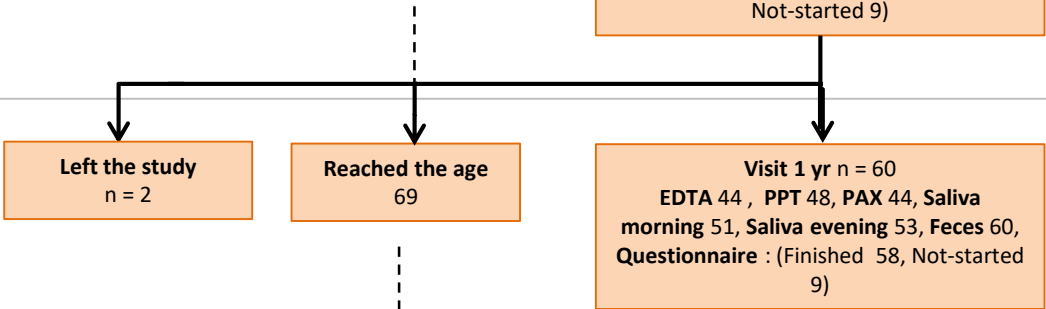 Not-started 9)
Left the study
n = 2
Reached the age
69
Visit 1 yr n = 60
EDTA 44 , PPT 48, PAX 44, Saliva
morning 51, Saliva evening 53, Feces 60,
Questionnaire : (Finished 58, Not-started
9)